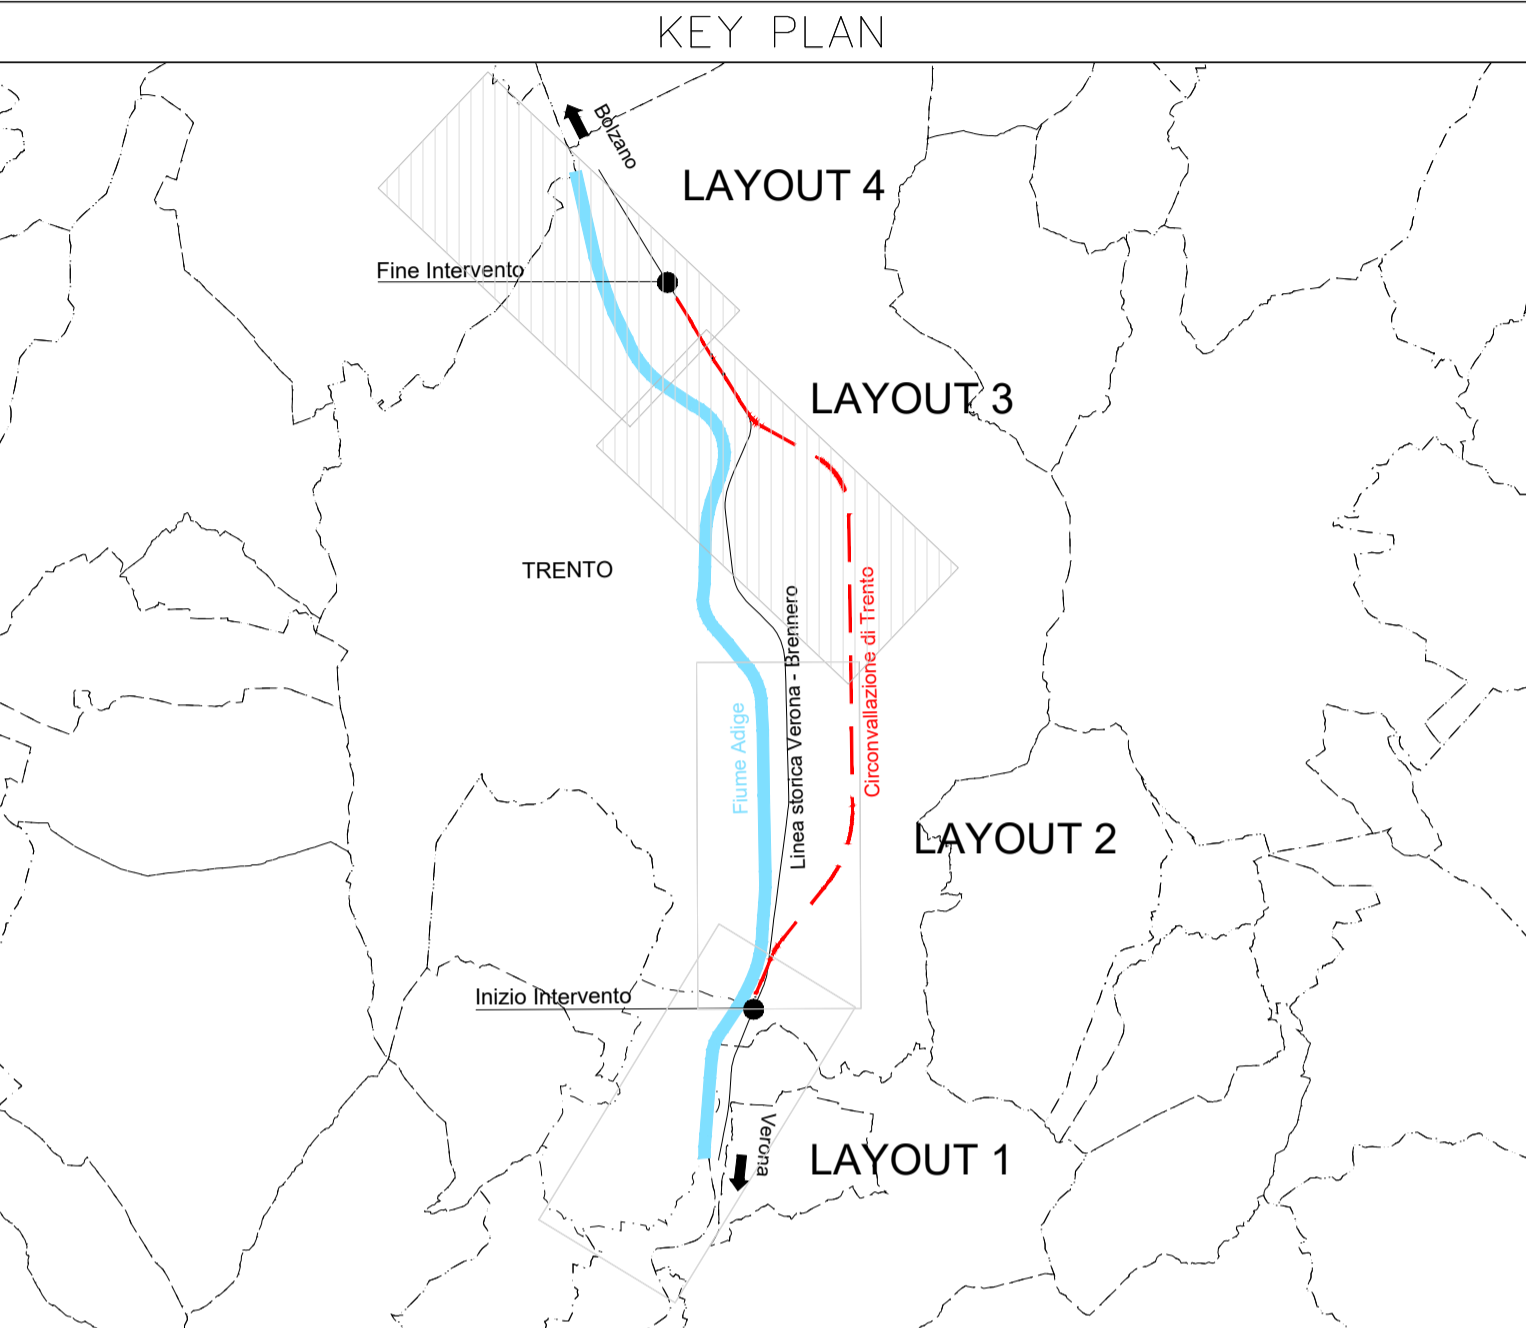 KEY PLAN
Bolzano
LAYOUT 4
Fine Intervento
LAYOUT 3
TRENTO
Circonvallazione di Trento
Linea storica Verona - Brennero
Fiume Adige
LAYOUT 2
Inizio Intervento
Verona
LAYOUT 1